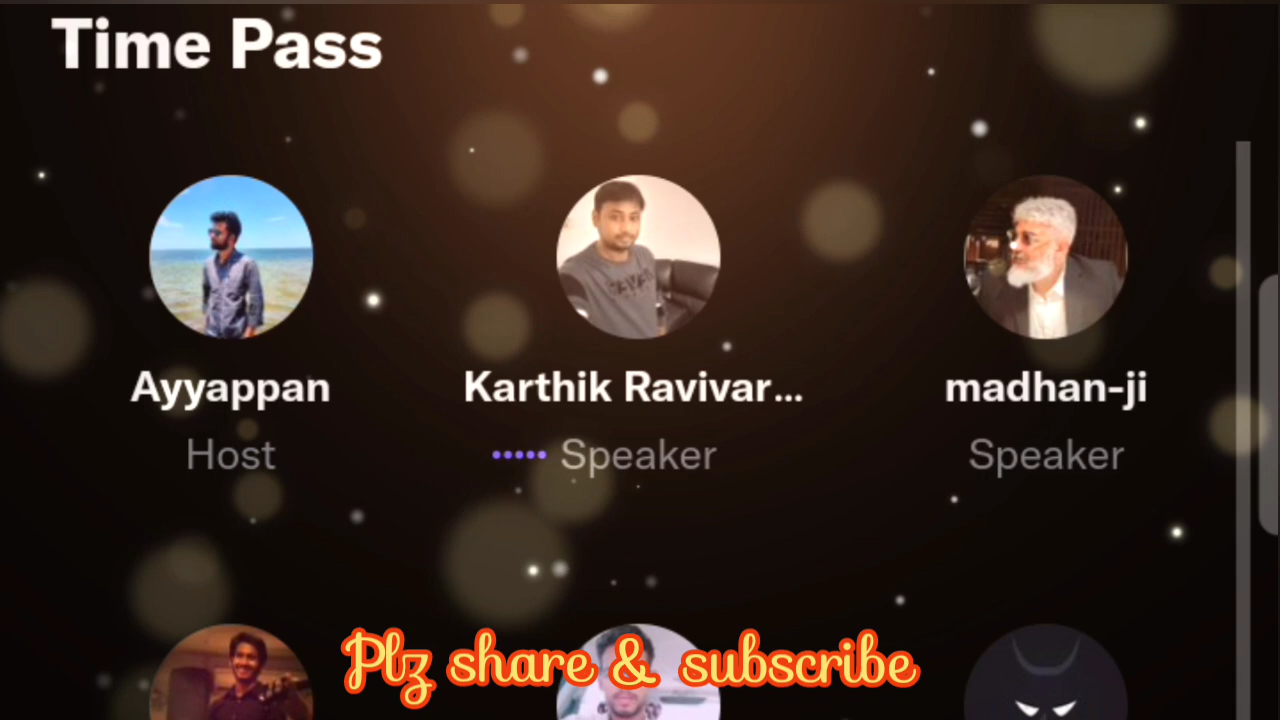 Time Pass
Ayyappan
Karthik Ravivar...
madhan-ji
Host
Speaker
Speaker
Plz share & subscribe